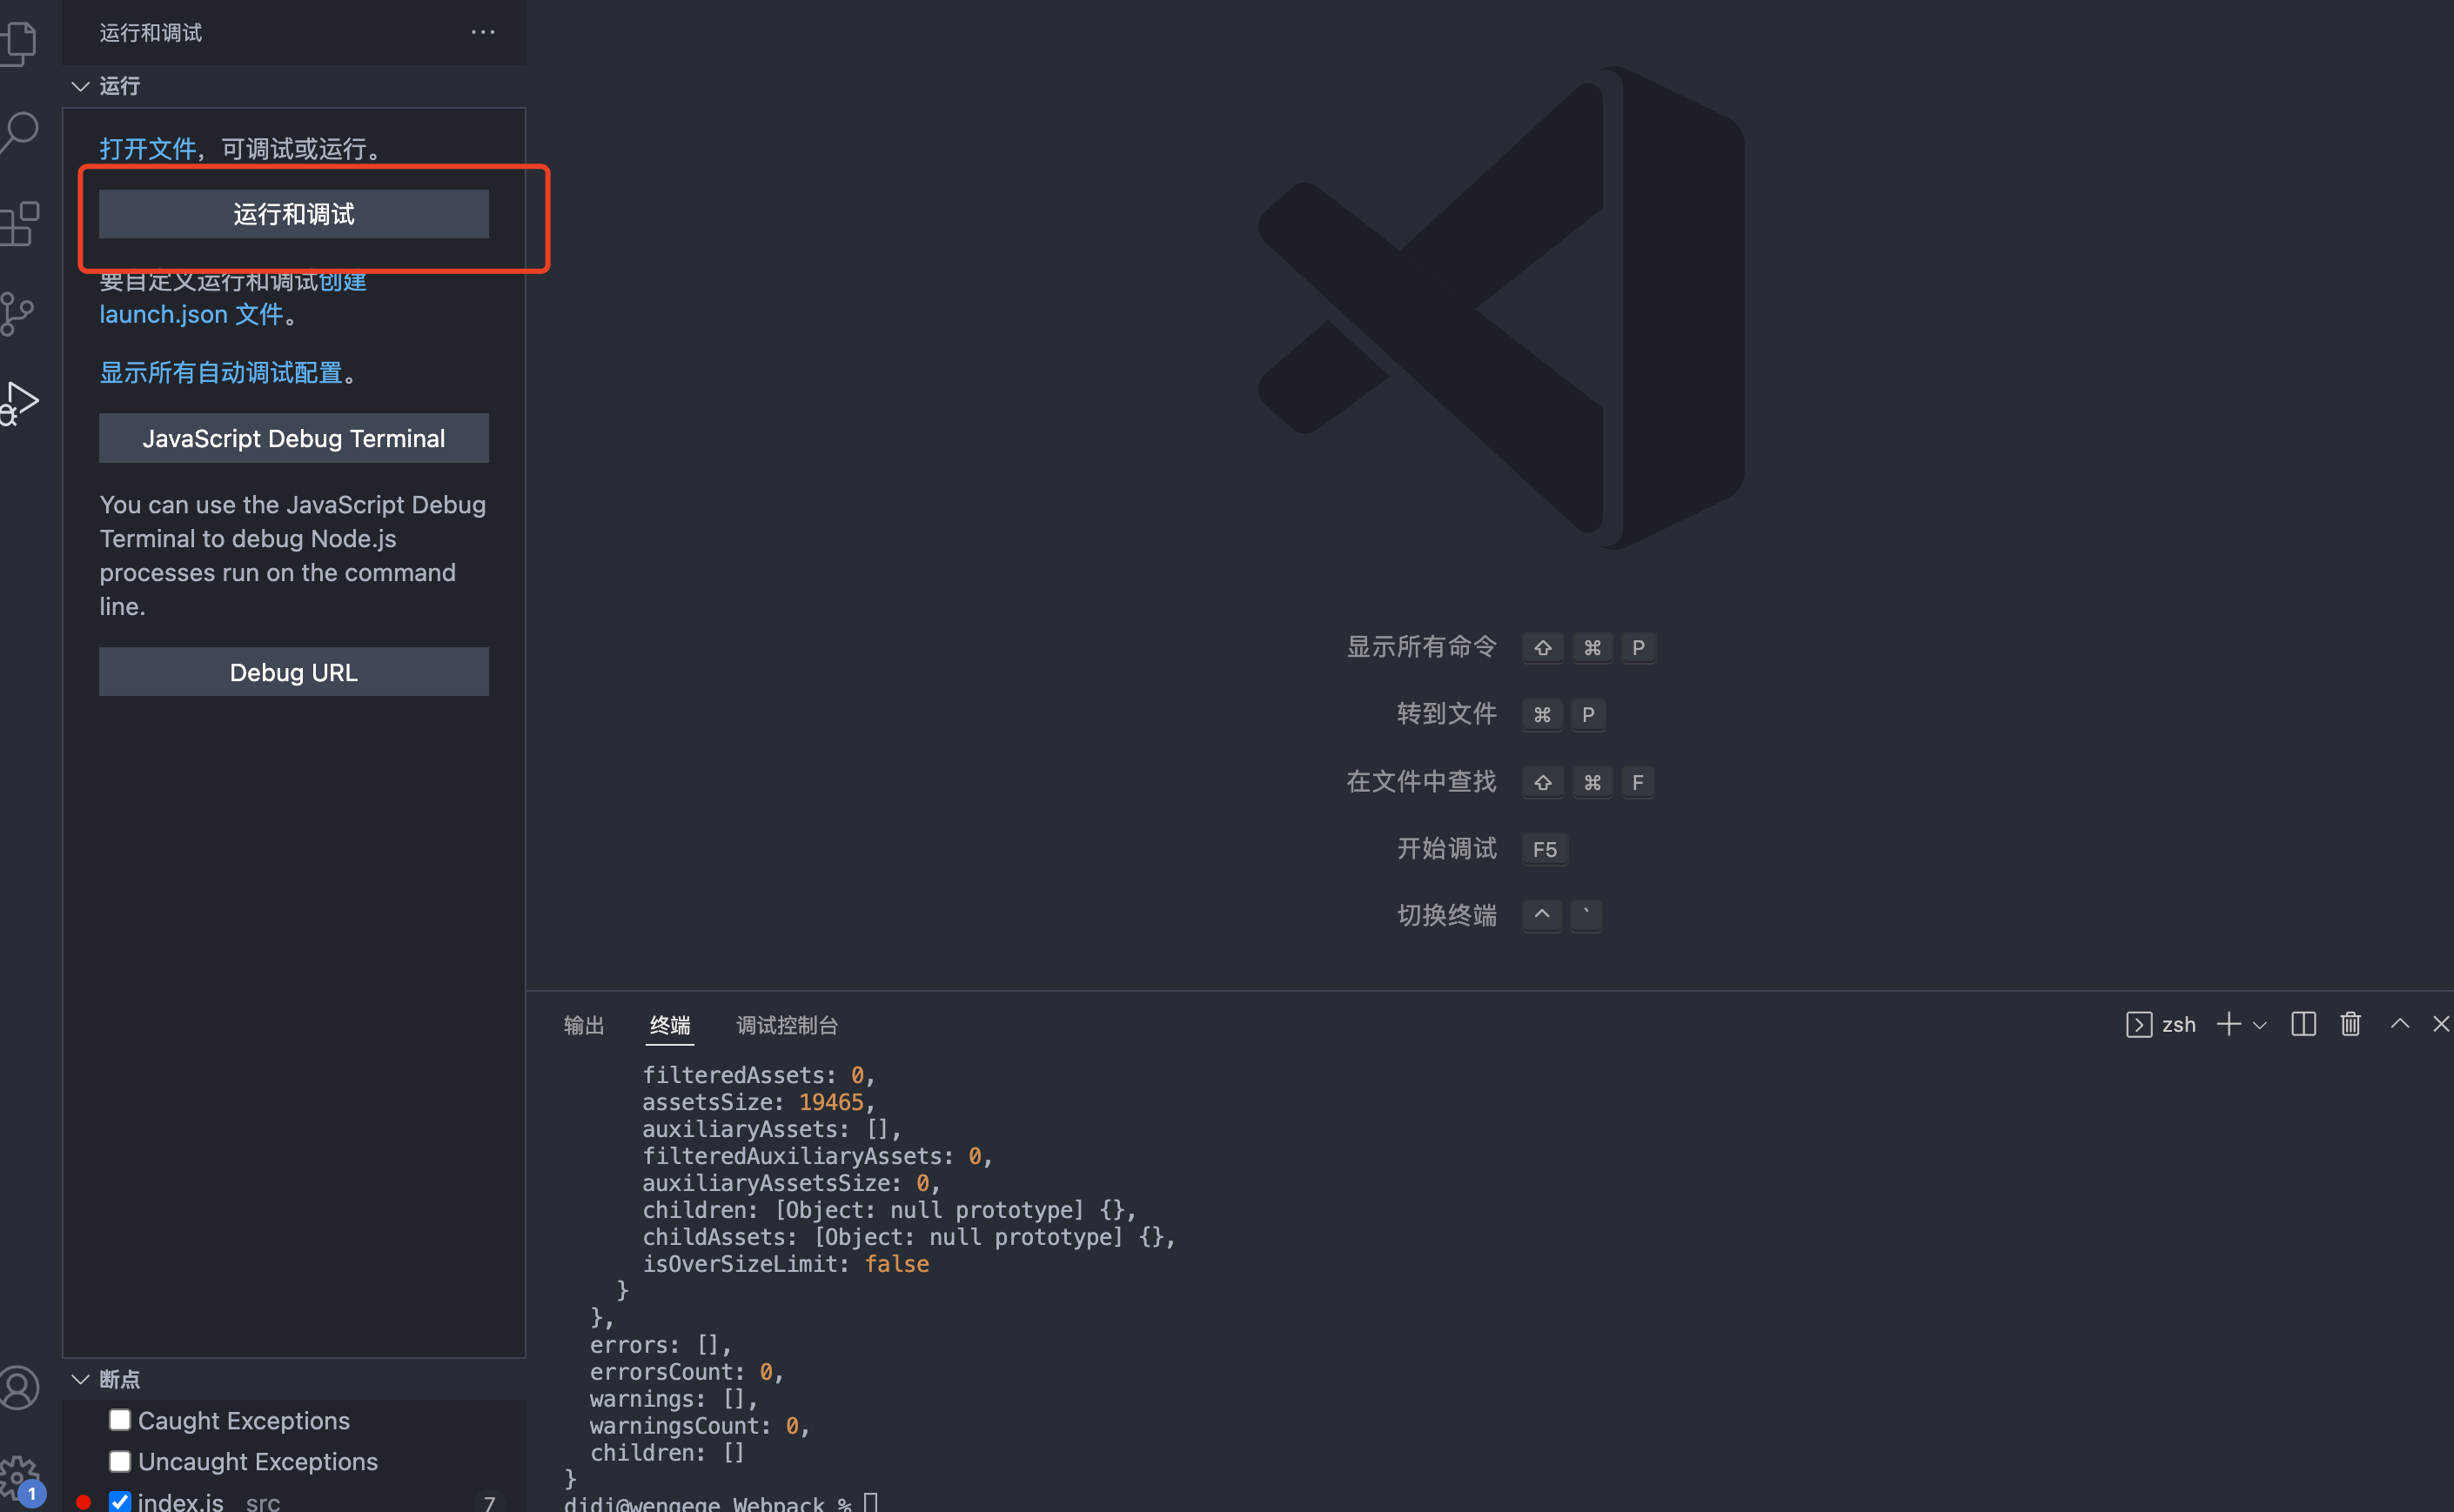 运行和调试
运行
打开文件，可调试或运行。
运行和调试
要自定义运行和调试创建
launch.json 文件。
显示所有自动调试配置。
JavaScript Debug Terminal
You can use the JavaScript Debug
Terminal to debug Node.js
processes run on the command
line.
Debug URL
断点
Caught Exceptions
Uncaught Exceptions
index.js src 7
1
显示所有命令 ⇧ ⌘ P
转到文件 ⌘ P
在文件中查找 ⇧ ⌘ F
开始调试 F5
切换终端 ^ `
输出 终端 调试控制台
zsh
filteredAssets: 0,
assetsSize: 19465,
auxiliaryAssets: [],
filteredAuxiliaryAssets: 0,
auxiliaryAssetsSize: 0,
children: [Object: null prototype] {},
childAssets: [Object: null prototype] {},
isOverSizeLimit: false
}
},
errors: [],
errorsCount: 0,
warnings: [],
warningsCount: 0,
children: []
}
didi@wengege Webpack %